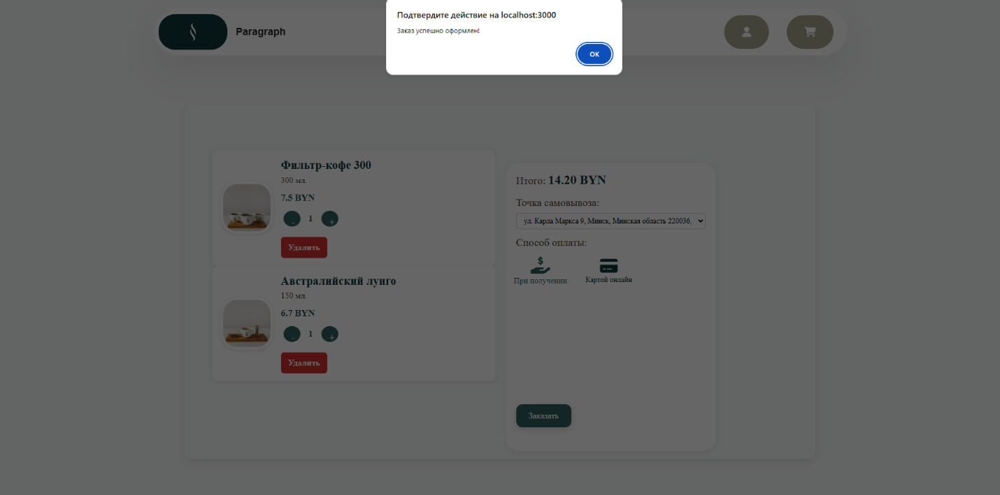 Подтвердите действие на localhost:3000
Заказ успешно оформлен!
ОК
Paragraph
Фильтр-кофе 300
300 мл.
7.5 BYN
- 1 +
Удалить
Австралийский лунго
150 мл.
6.7 BYN
- 1 +
Удалить
Итого: 14.20 BYN
Точка самовывоза:
ул. Карла Маркса 9, Минск, Минская область 220036,
Способ оплаты:
$
При получении
Картой онлайн
Заказать